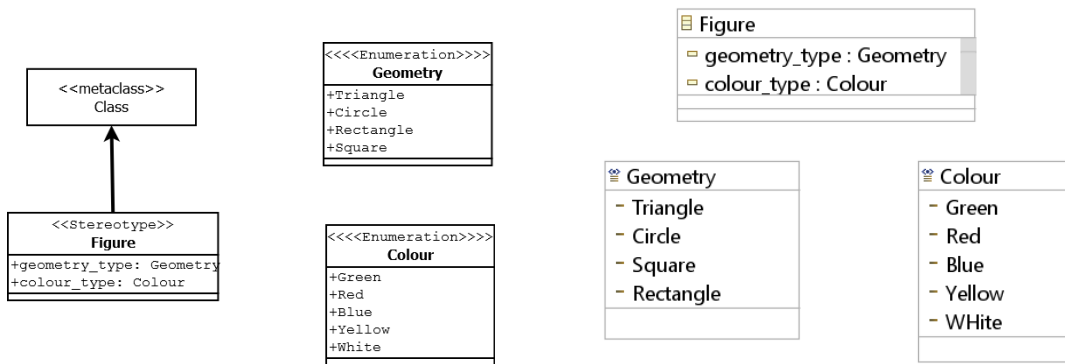 <<metaclass>>
Class
<<Stereotype>>
Figure
+geometry_type: Geometry
+colour_type: Colour
<<<<Enumeration>>>>
Geometry
+Triangle
+Circle
+Rectangle
+Square
<<<<Enumeration>>>>
Colour
+Green
+Red
+Blue
+Yellow
+White
Figure
geometry_type : Geometry
colour_type : Colour
Geometry
Triangle
Circle
Square
Rectangle
Colour
Green
Red
Blue
Yellow
WHite